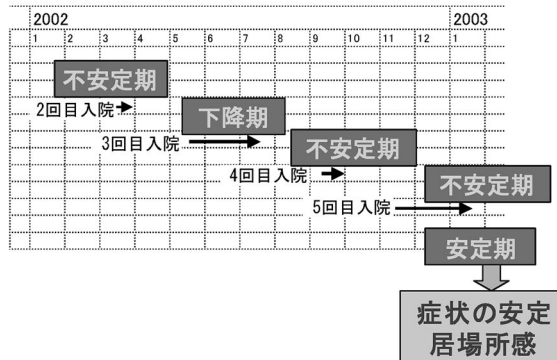 2002 2003
1 2 3 4 5 6 7 8 9 10 11 12 1
不安定期
2回目入院
下降期
3回目入院
不安定期
4回目入院
不安定期
5回目入院
安定期
症状の安定
居場所感